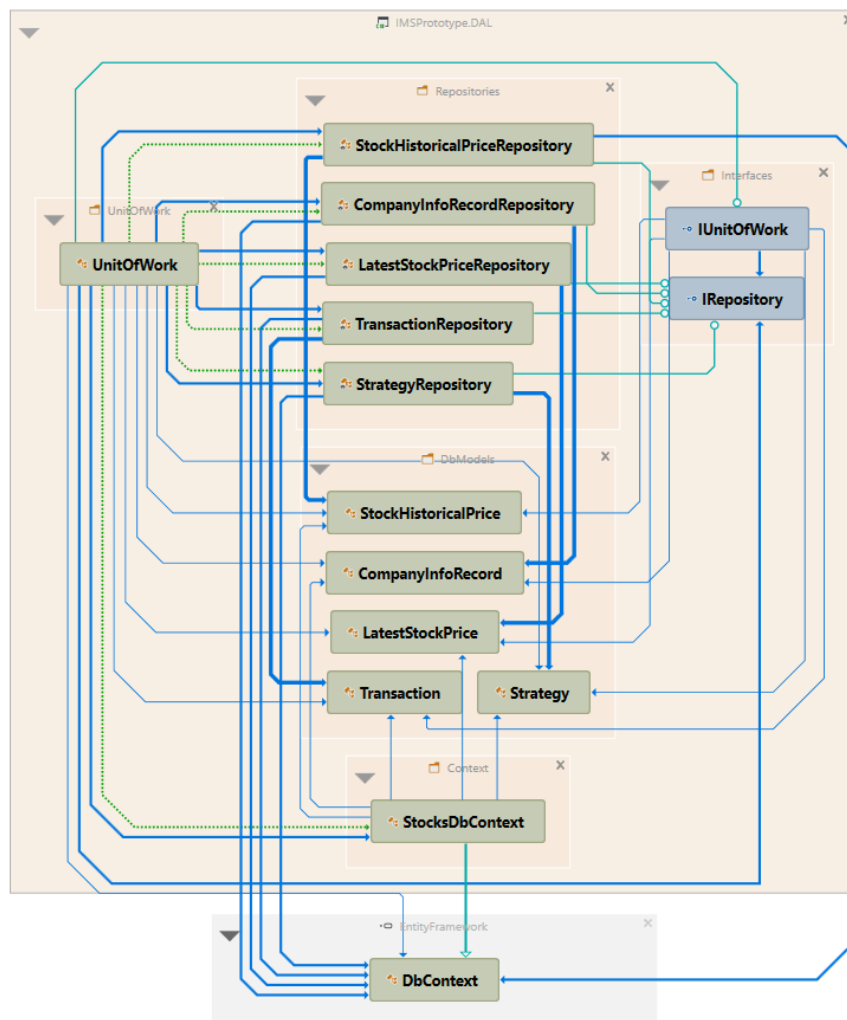 IMSPrototype.DAL
Repositories
StockHistoricalPriceRepository
Interfaces
CompanyInfoRecordRepository
UnitOfWork
IUnitOfWork
UnitOfWork
LatestStockPriceRepository
IRepository
TransactionRepository
StrategyRepository
DbModels
StockHistoricalPrice
CompanyInfoRecord
LatestStockPrice
Transaction
Strategy
Context
StocksDbContext
EntityFramework
DbContext